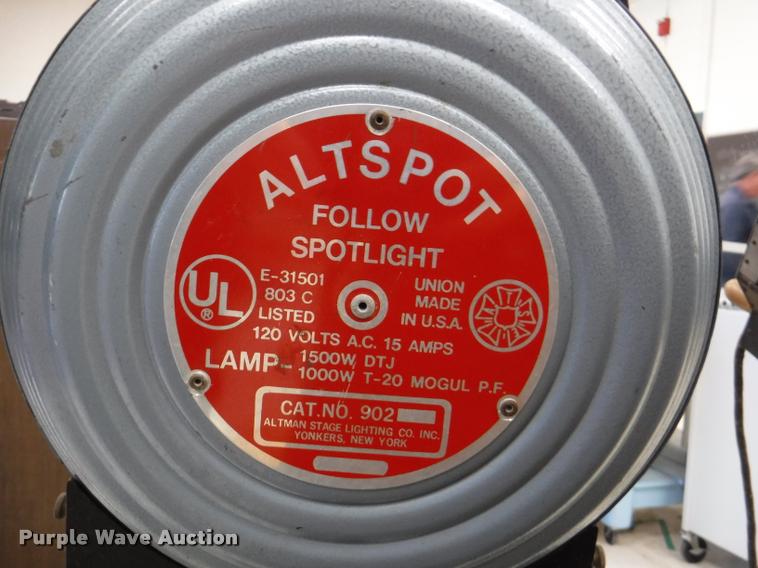 ALTSPOT
FOLLOW
SPOTLIGHT
UL
®
E-31501
803 C
LISTED
UNION
MADE
IN U.S.A.
120 VOLTS A.C. 15 AMPS
LAMP- 1500W DTJ
1000W T-20 MOGUL P.F.
CAT.NO. 902
ALTMAN STAGE LIGHTING CO. INC.
YONKERS, NEW YORK
Purple Wave Auction